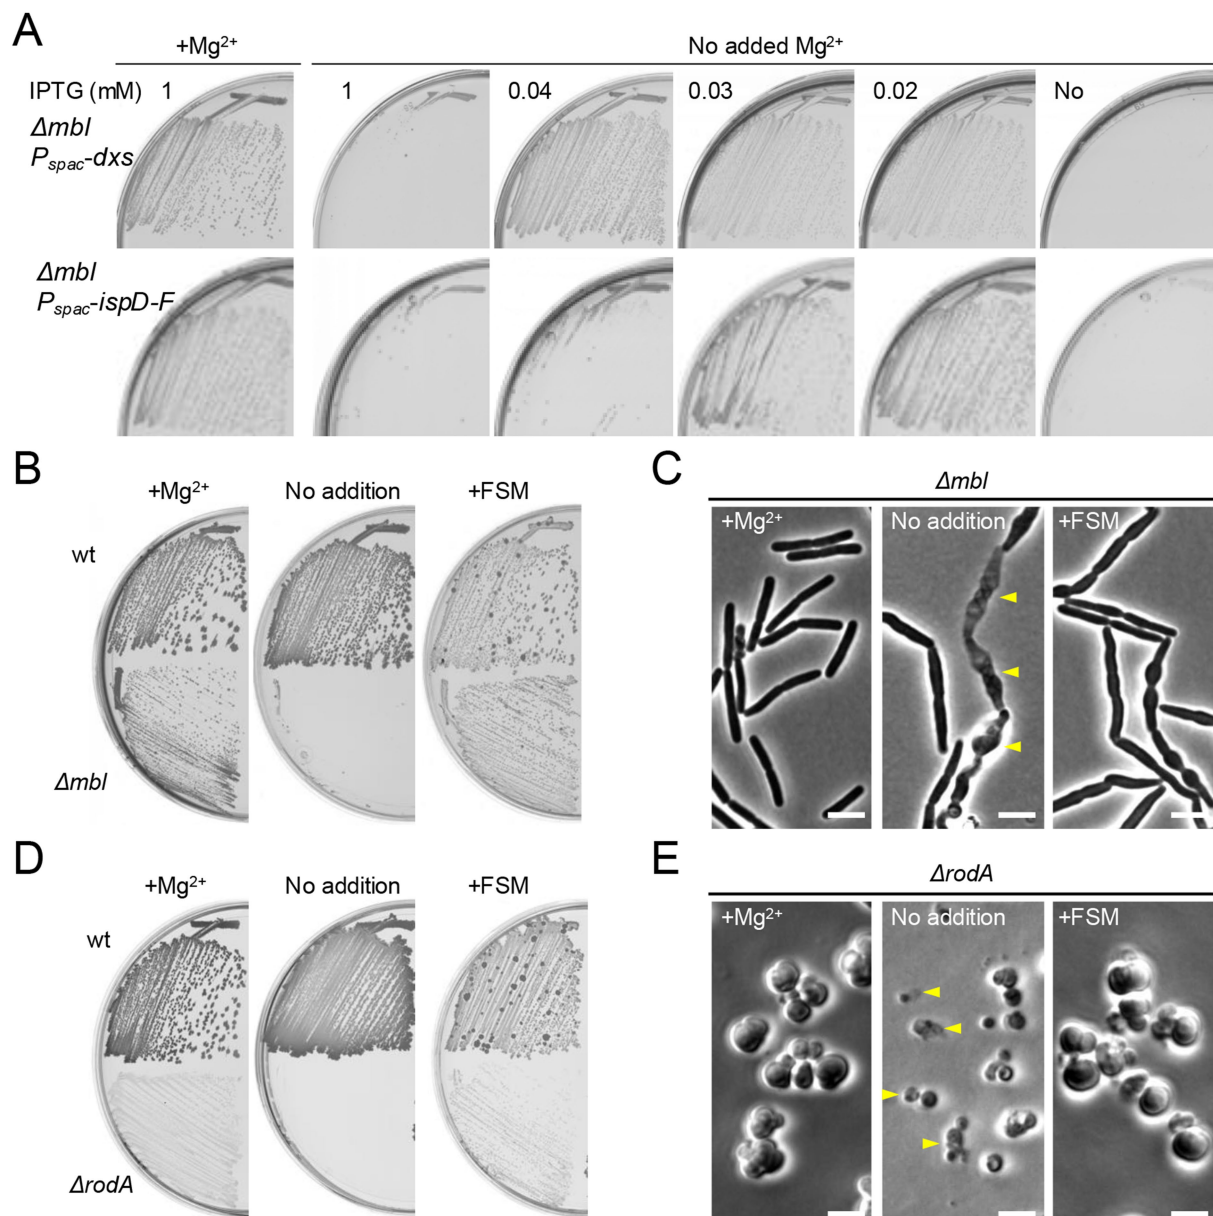 A
+Mg²⁺ No added Mg²⁺
IPTG (mM) 1 1 0.04 0.03 0.02 No
Δmbl
Pspac-dxs
Δmbl
Pspac-ispD-F
B
+Mg²⁺ No addition +FSM
wt
Δmbl
C
Δmbl
+Mg²⁺ No addition +FSM
D
+Mg²⁺ No addition +FSM
wt
ΔrodA
E
ΔrodA
+Mg²⁺ No addition +FSM